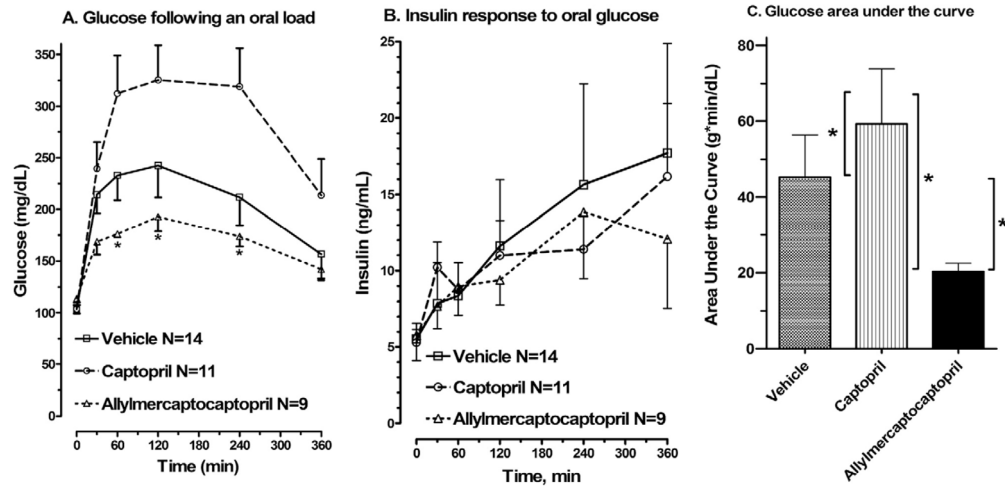 A. Glucose following an oral load
Glucose (mg/dL)
350
300
250
200
150
100
50
0
* * *
Vehicle N=14
Captopril N=11
Allylmercaptocaptopril N=9
0 60 120 180 240 300 360
Time (min)
B. Insulin response to oral glucose
Insulin (ng/mL)
25
20
15
10
5
0
Vehicle N=14
Captopril N=11
Allylmercaptocaptopril N=9
0 60 120 180 240 300 360
Time, min
C. Glucose area under the curve
Area Under the Curve (g*min/dL)
80
60
40
20
0
*
*
*
Vehicle
Captopril
Allylmercaptocaptopril